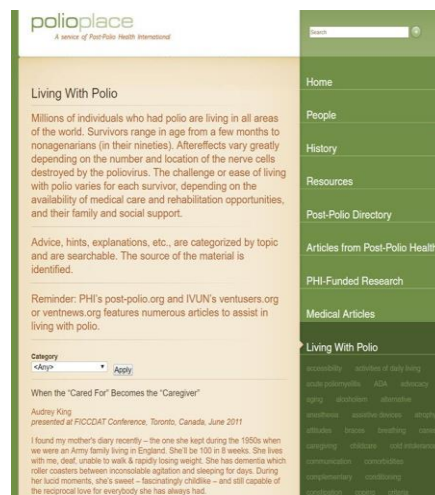 polioplace
A service of Post-Polio Health International
Search
Living With Polio
Millions of individuals who had polio are living in all areas
of the world. Survivors range in age from a few months to
nonagenarians (in their nineties). Aftereffects vary greatly
depending on the number and location of the nerve cells
destroyed by the poliovirus. The challenge or ease of living
with polio varies for each survivor, depending on the
availability of medical care and rehabilitation opportunities,
and their family and social support.
Advice, hints, explanations, etc., are categorized by topic
and are searchable. The source of the material is
identified.
Reminder: PHI's post-polio.org and IVUN's ventusers.org
or ventnews.org features numerous articles to assist in
living with polio.
Category
<Any>
Apply
When the "Cared For" Becomes the "Caregiver"
Audrey King
presented at FICCDAT Conference, Toronto, Canada, June 2011
I found my mother's diary recently – the one she kept during the 1950s when
we were an Army family living in England. She'll be 100 in 8 weeks. She lives
with me, deaf, unable to walk & rapidly losing weight. She has dementia which
roller coasters between inconsolable agitation and sleeping for days. During
her lucid moments, she's sweet – fascinatingly childlike – and still capable of
the reciprocal love for everybody she has always had.
Home
People
History
Resources
Post-Polio Directory
Articles from Post-Polio Health
PHI-Funded Research
Medical Articles
Living With Polio
accessibility activities of daily living
acute poliomyelitis ADA advocacy
aging alcoholism alternative
anesthesia assistive devices atrophy
attitudes braces breathing
caregiving childcare cold intolerance
communication comorbidities
complementary conditioning